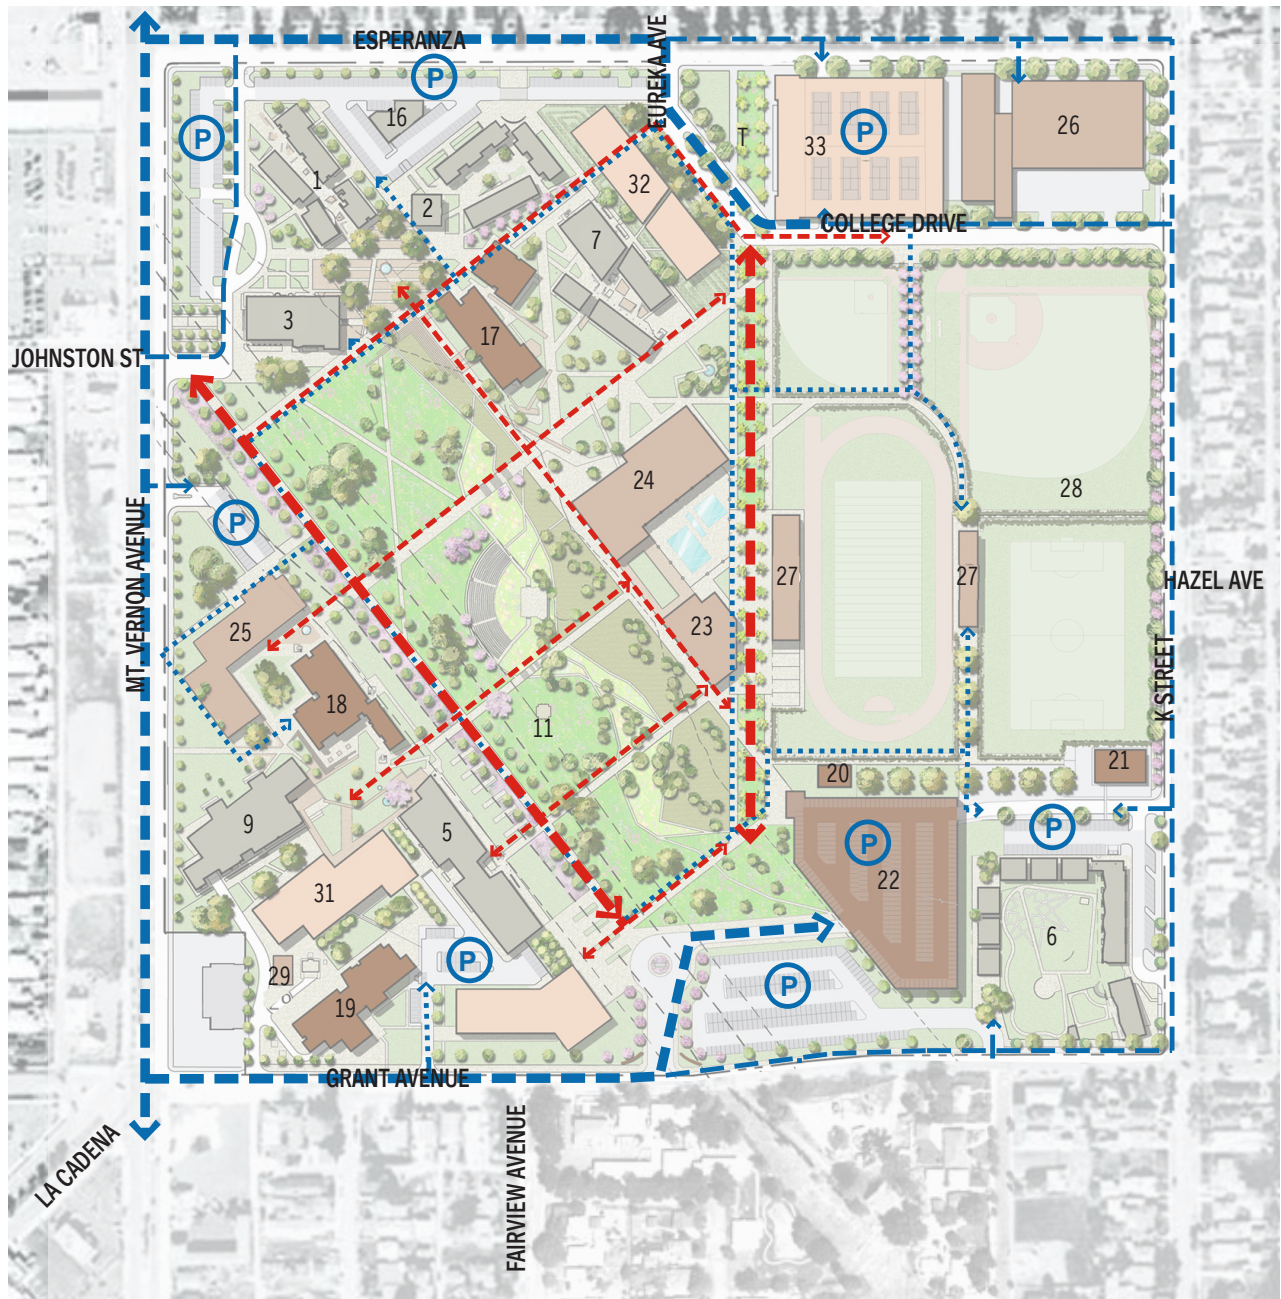 ESPERANZA
EUREKA AVE
P
16
P
P
33
26
T
1
32
2
7
COLLEGE DRIVE
3
17
JOHNSTON ST
24
28
P
MT. VERNON AVENUE
27
27
HAZEL AVE
25
23
K STREET
18
11
20
21
9
5
P
P
22
31
6
29
P
P
19
GRANT AVENUE
LA CADENA
FAIRVIEW AVENUE